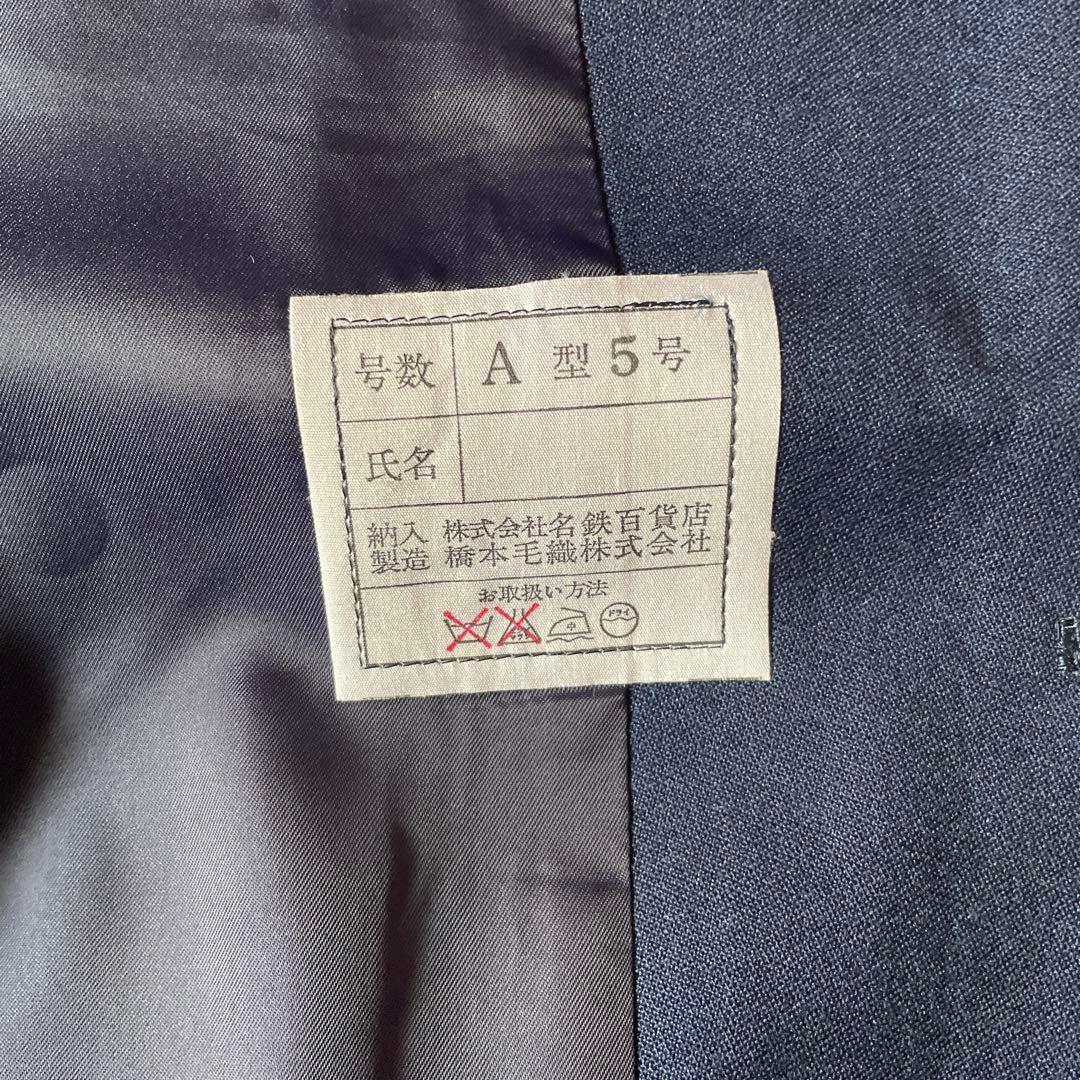 号数 A 型 5 号
氏名
納入 株式会社名鉄百貨店
製造 橋本毛織株式会社
お取扱い方法
中 ドライ